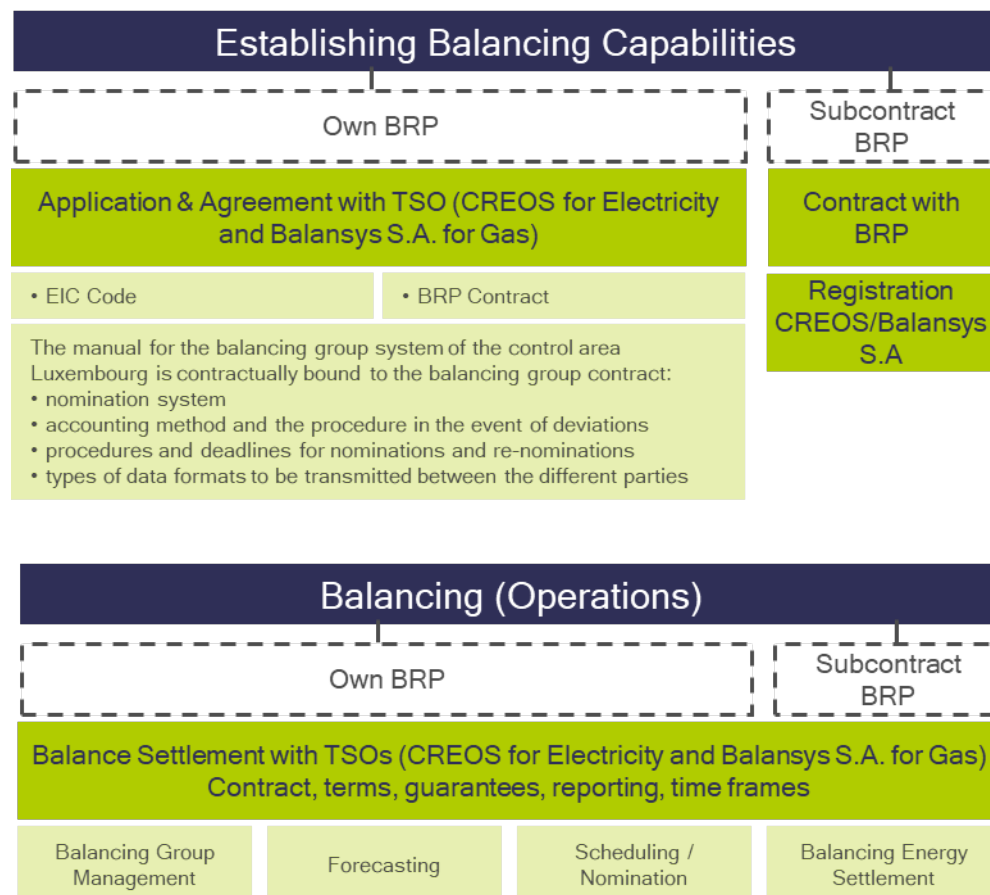 Establishing Balancing Capabilities
Own BRP
Subcontract
BRP
Application & Agreement with TSO (CREOS for Electricity
and Balansys S.A. for Gas)
Contract with
BRP
• EIC Code
• BRP Contract
Registration
CREOS/Balansys
S.A
The manual for the balancing group system of the control area
Luxembourg is contractually bound to the balancing group contract:
• nomination system
• accounting method and the procedure in the event of deviations
• procedures and deadlines for nominations and re-nominations
• types of data formats to be transmitted between the different parties
Balancing (Operations)
Own BRP
Subcontract
BRP
Balance Settlement with TSOs (CREOS for Electricity and Balansys S.A. for Gas)
Contract, terms, guarantees, reporting, time frames
Balancing Group
Management
Forecasting
Scheduling /
Nomination
Balancing Energy
Settlement